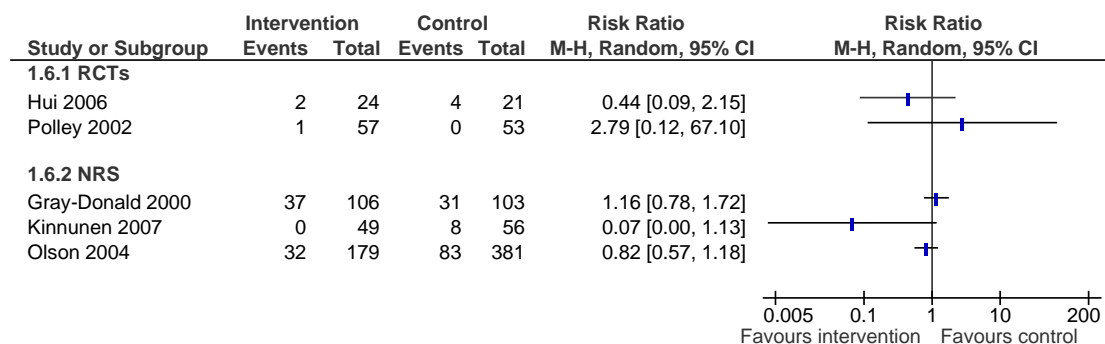 Intervention Control Risk Ratio Risk Ratio
Study or Subgroup Events Total Events Total M-H, Random, 95% CI M-H, Random, 95% CI
1.6.1 RCTs
Hui 2006 2 24 4 21 0.44 [0.09, 2.15]
Polley 2002 1 57 0 53 2.79 [0.12, 67.10]
1.6.2 NRS
Gray-Donald 2000 37 106 31 103 1.16 [0.78, 1.72]
Kinnunen 2007 0 49 8 56 0.07 [0.00, 1.13]
Olson 2004 32 179 83 381 0.82 [0.57, 1.18]
0.005 0.1 1 10 200
Favours intervention Favours control